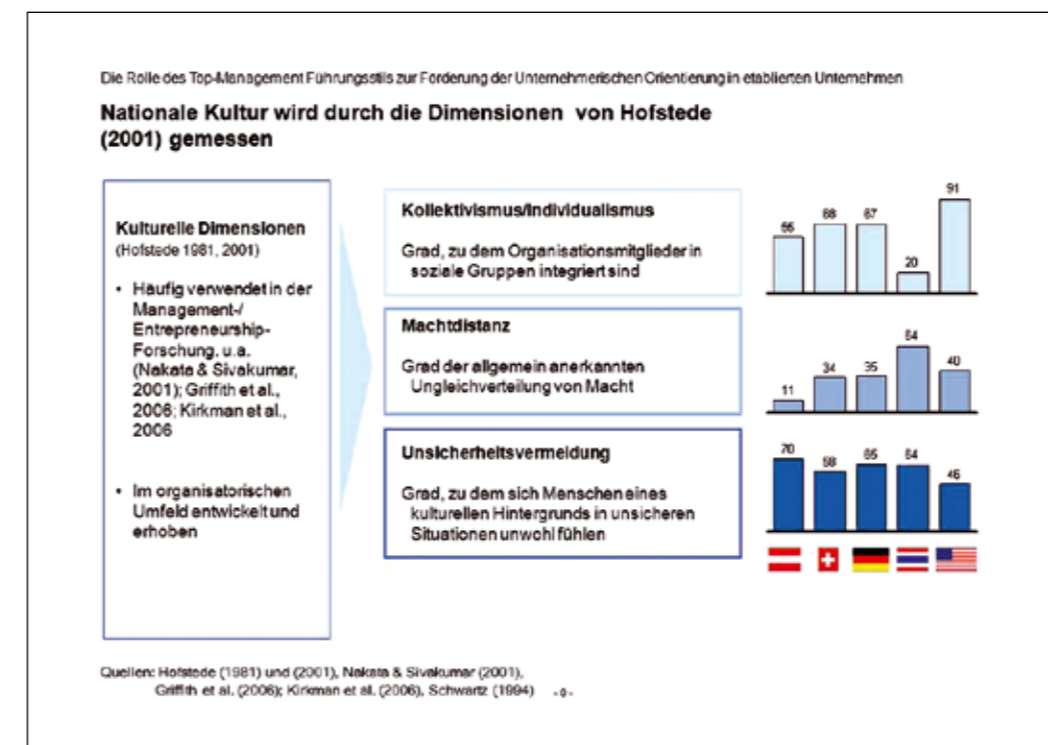 Die Rolle des Top-Management Führungsstils zur Förderung der Unternehmerischen Orientierung in etablierten Unternehmen
Nationale Kultur wird durch die Dimensionen von Hofstede
(2001) gemessen
Kulturelle Dimensionen
(Hofstede 1981, 2001)
• Häufig verwendet in der
Management-/
Entrepreneurship-
Forschung, u.a.
(Nakata & Sivakumar,
2001); Griffith et al.,
2006; Kirkman et al.,
2006
• Im organisatorischen
Umfeld entwickelt und
erhoben
Kollektivismus/Individualismus
Grad, zu dem Organisationsmitglieder in
soziale Gruppen integriert sind
55 68 67 20 91
Machtdistanz
Grad der allgemein anerkannten
Ungleichverteilung von Macht
11 34 35 64 40
Unsicherheitsvermeidung
Grad, zu dem sich Menschen eines
kulturellen Hintergrunds in unsicheren
Situationen unwohl fühlen
70 58 65 64 46
Quellen: Hofstede (1981) und (2001), Nakata & Sivakumar (2001),
Griffith et al. (2006); Kirkman et al. (2006), Schwartz (1994)